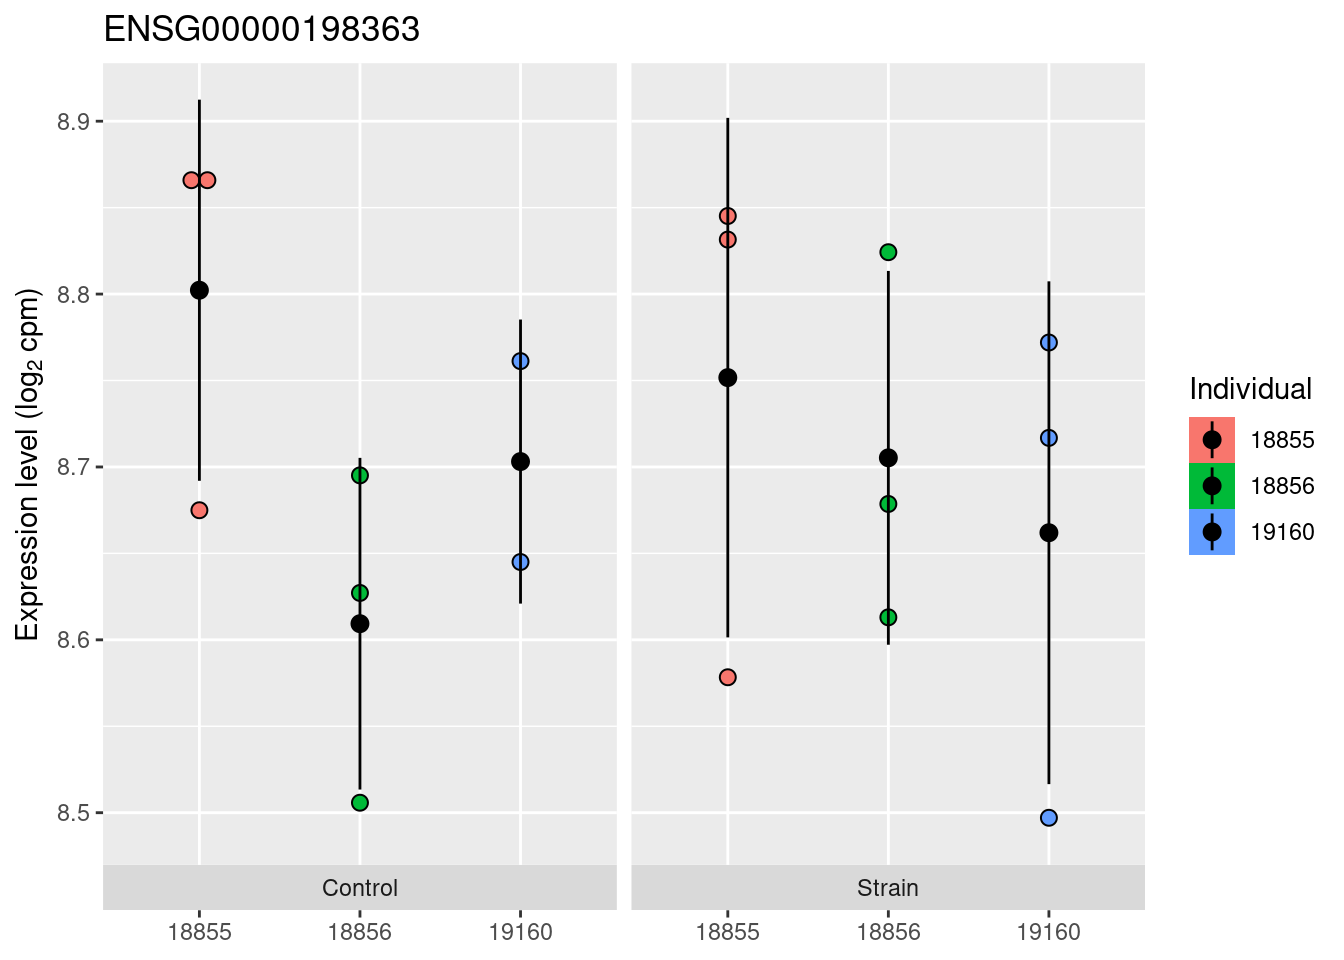 ENSG00000198363
Expression level (log₂ cpm)
8.9
8.8
8.7
8.6
8.5
Control
Strain
18855
18856
19160
18855
18856
19160
Individual
18855
18856
19160